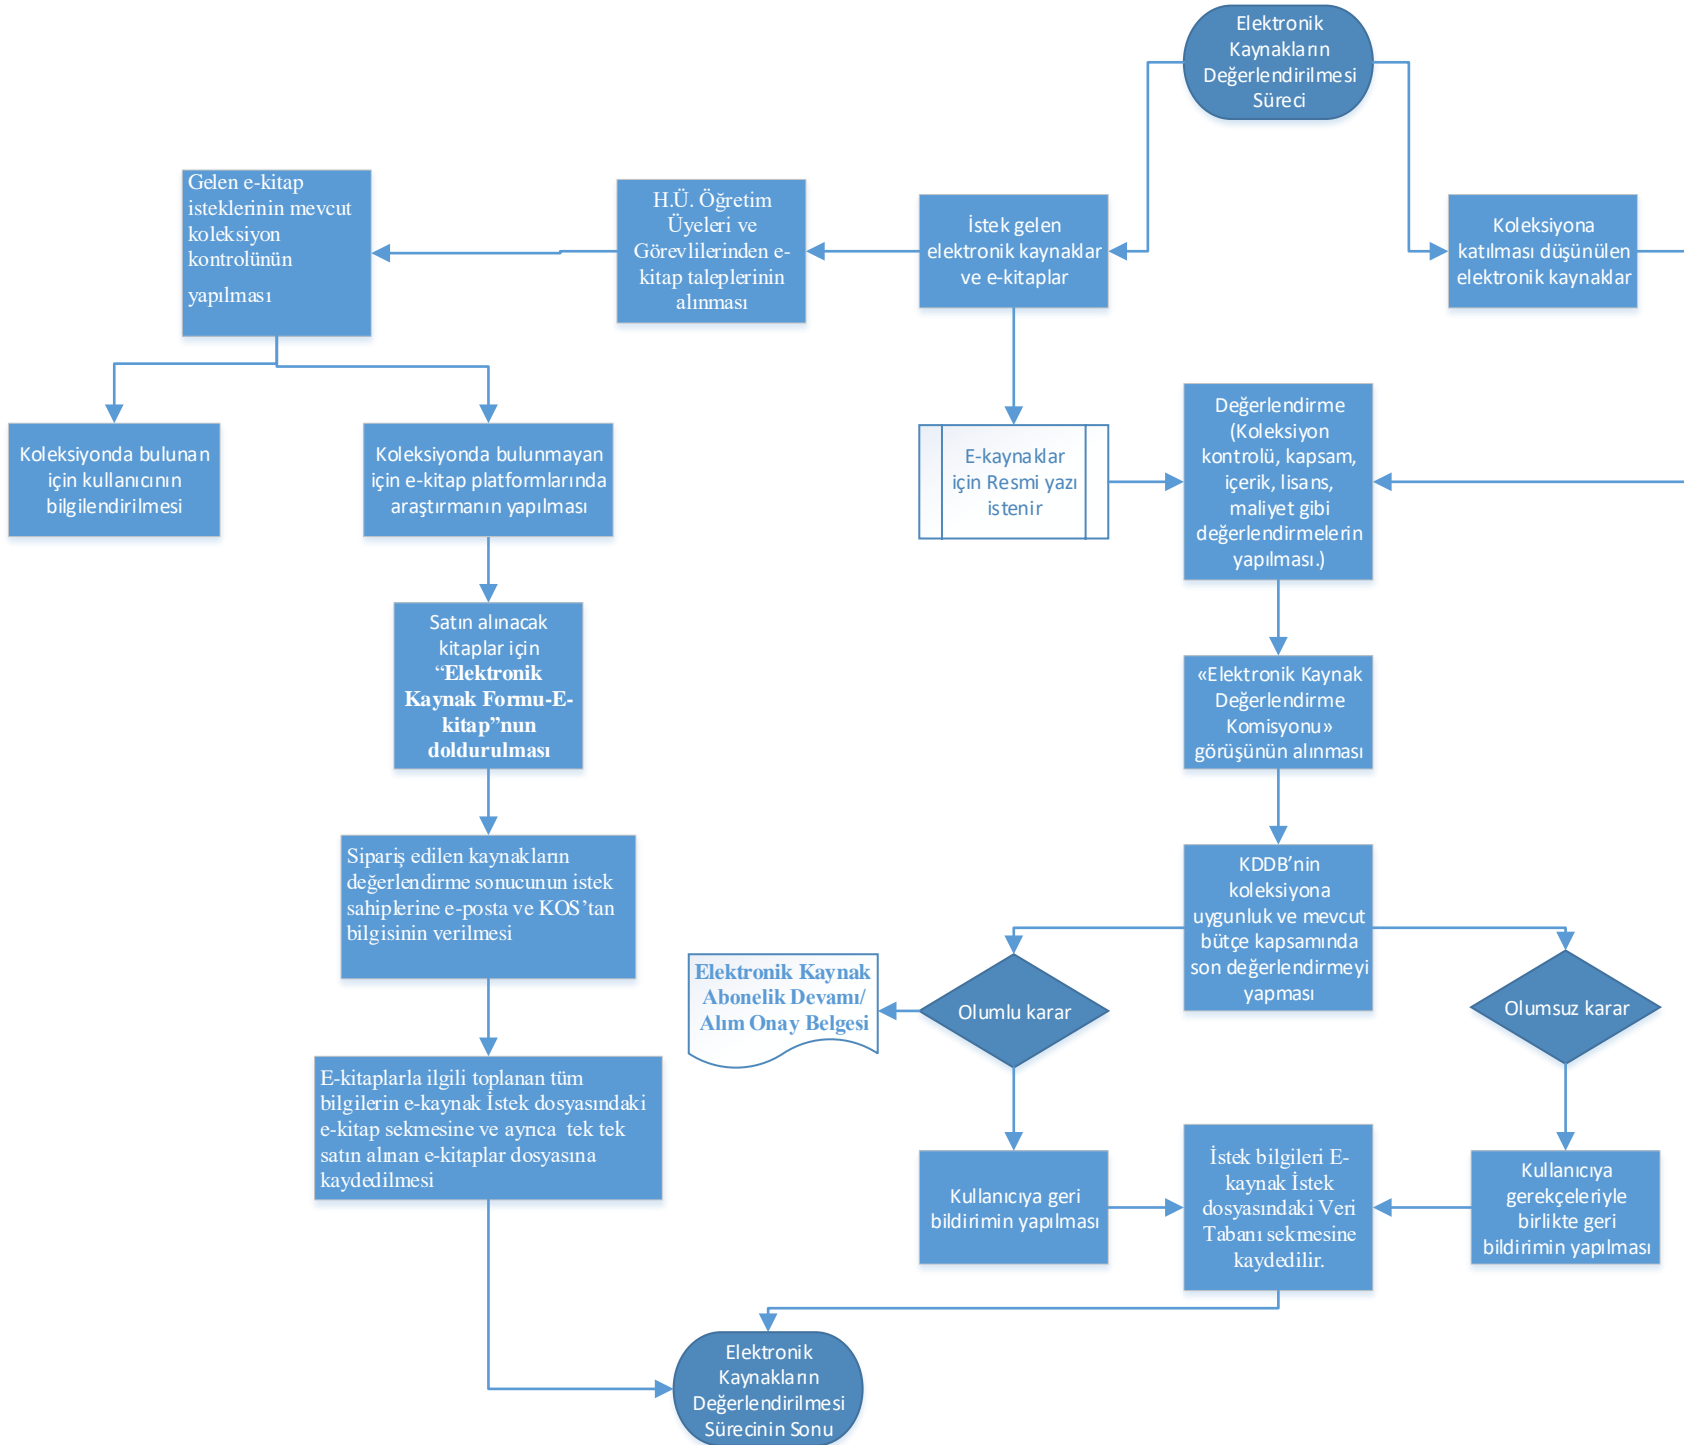 Elektronik
Kaynakların
Değerlendirilmesi
Süreci
Gelen e-kitap
isteklerinin mevcut
koleksiyon
kontrolünün
yapılması
H.Ü. Öğretim
Üyeleri ve
Görevlilerinden e-
kitap taleplerinin
alınması
İstek gelen
elektronik kaynaklar
ve e-kitaplar
Koleksiyona
katılması düşünülen
elektronik kaynaklar
Koleksiyonda bulunan
için kullanıcının
bilgilendirilmesi
Koleksiyonda bulunmayan
için e-kitap platformlarında
araştırmanın yapılması
E-kaynaklar
için Resmi yazı
istenir
Değerlendirme
(Koleksiyon
kontrolü, kapsam,
içerik, lisans,
maliyet gibi
değerlendirmelerin
yapılması.)
Satın alınacak
kitaplar için
“Elektronik
Kaynak Formu-E-
kitap”nun
doldurulması
«Elektronik Kaynak
Değerlendirme
Komisyonu»
görüşünün alınması
Sipariş edilen kaynakların
değerlendirme sonucunun istek
sahiplerine e-posta ve KOS’tan
bilgisinin verilmesi
KDDB’nin
koleksiyona
uygunluk ve mevcut
bütçe kapsamında
son değerlendirmeyi
yapması
Elektronik Kaynak
Abonelik Devamı/
Alım Onay Belgesi
Olumlu karar
Olumsuz karar
E-kitaplarla ilgili toplanan tüm
bilgilerin e-kaynak İstek dosyasındaki
e-kitap sekmesine ve ayrıca tek tek
satın alınan e-kitaplar dosyasına
kaydedilmesi
Kullanıcıya geri
bildirimin yapılması
İstek bilgileri E-
kaynak İstek
dosyasındaki Veri
Tabanı sekmesine
kaydedilir.
Kullanıcıya
gerekçeleriyle
birlikte geri
bildirimin yapılması
Elektronik
Kaynakların
Değerlendirilmesi
Sürecinin Sonu